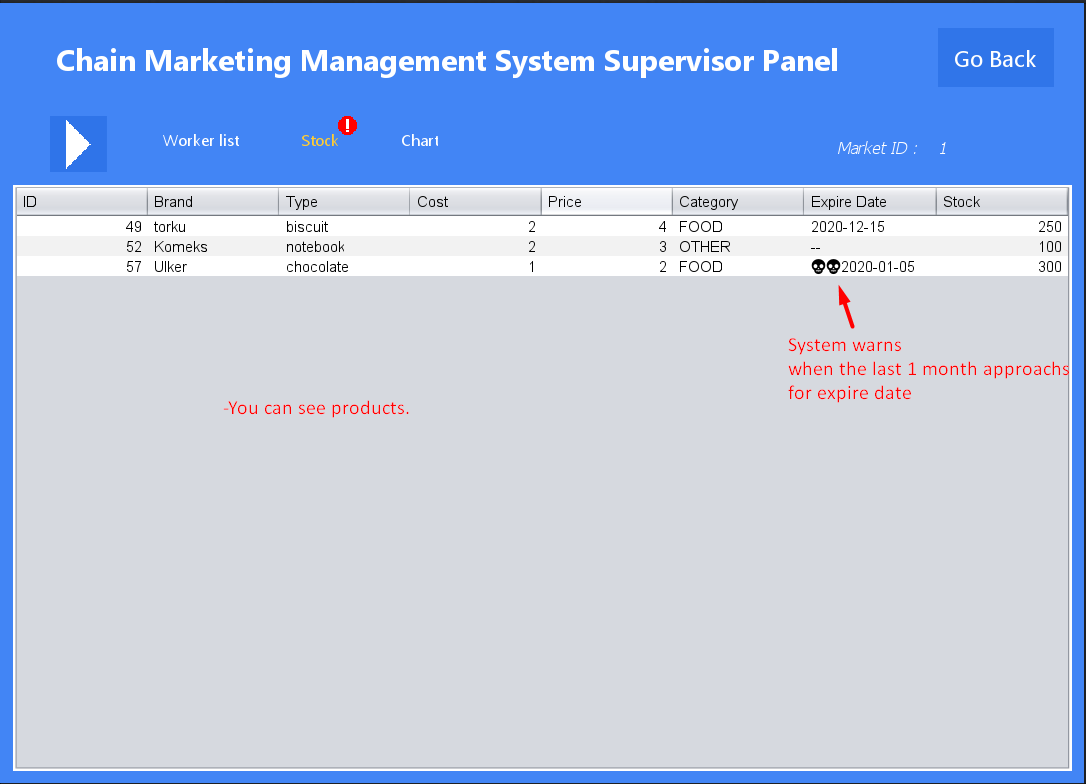 Chain Marketing Management System Supervisor Panel
Go Back
Worker list
Stock
!
Chart
Market ID : 1
ID Brand Type Cost Price Category Expire Date Stock
49 torku biscuit 2 4 FOOD 2020-12-15 250
52 Komeks notebook 2 3 OTHER -- 100
57 Ulker chocolate 1 2 FOOD ☠☠2020-01-05 300
System warns
when the last 1 month approachs
for expire date
-You can see products.